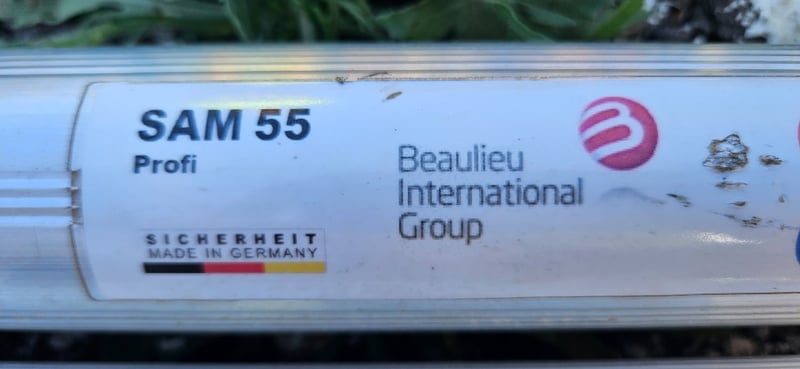 SAM 55
Profi
Beaulieu
International
Group
SICHERHEIT
MADE IN GERMANY